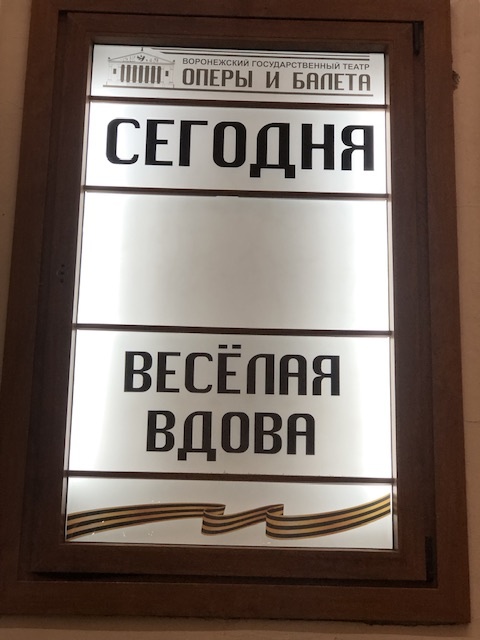 ВОРОНЕЖСКИЙ ГОСУДАРСТВЕННЫЙ ТЕАТР
ОПЕРЫ И БАЛЕТА
СЕГОДНЯ
ВЕСЁЛАЯ
ВДОВА